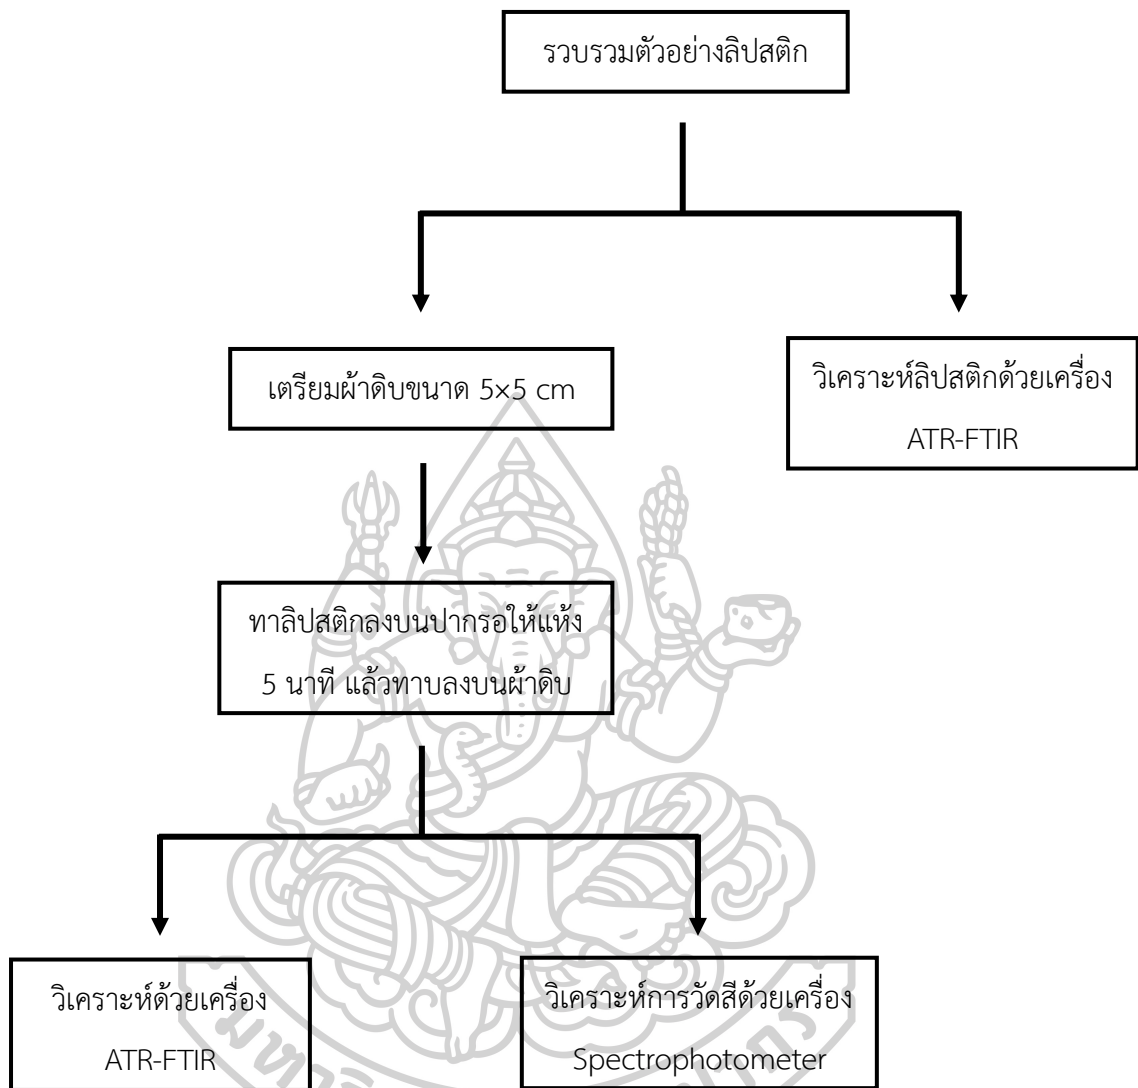 รวบรวมตัวอย่างลิปสติก
เตรียมผ้าดิบขนาด 5×5 cm
วิเคราะห์ลิปสติกด้วยเครื่อง
ATR-FTIR
ทาลิปสติกลงบนปากรอให้แห้ง
5 นาที แล้วทาบลงบนผ้าดิบ
วิเคราะห์ด้วยเครื่อง
ATR-FTIR
วิเคราะห์การวัดสีด้วยเครื่อง
Spectrophotometer